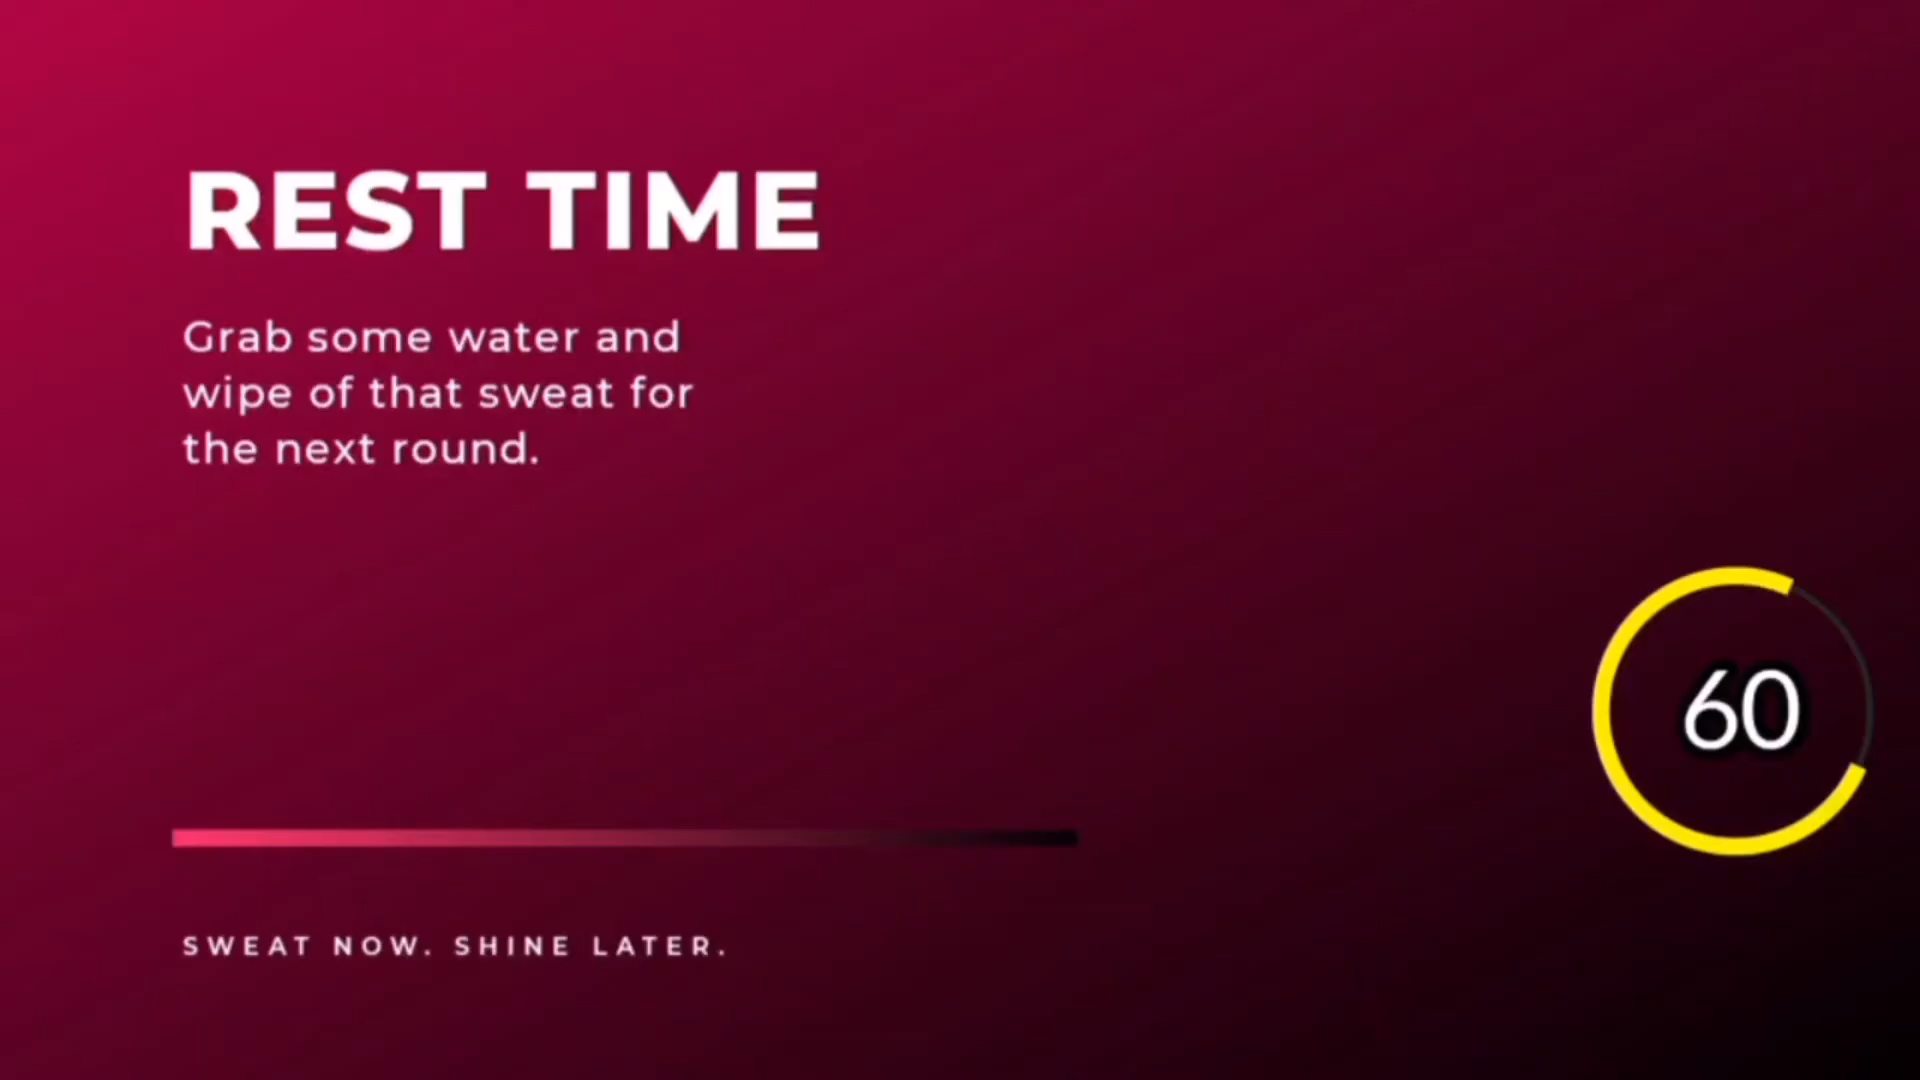 REST TIME
Grab some water and
wipe of that sweat for
the next round.
60
SWEAT NOW. SHINE LATER.